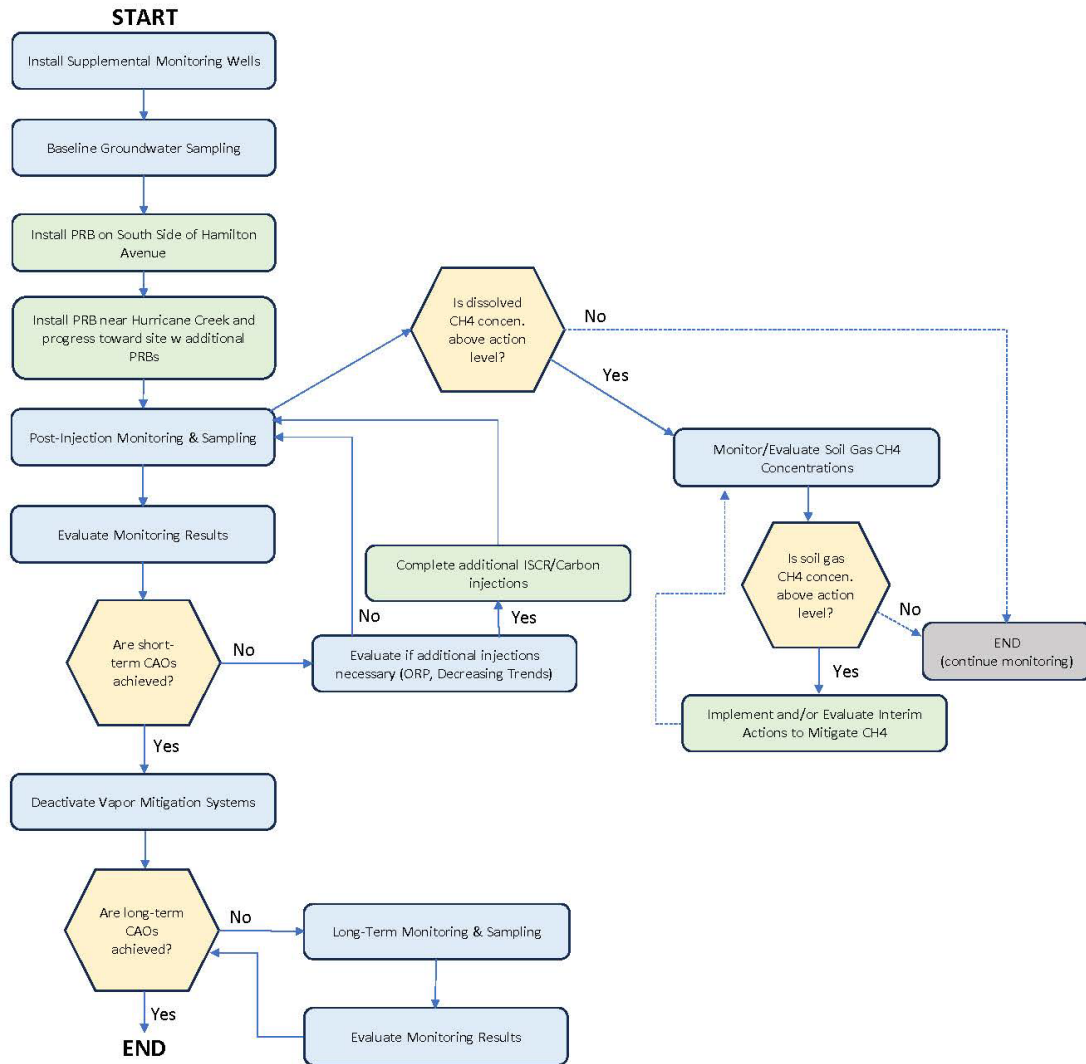 START
Install Supplemental Monitoring Wells
Baseline Groundwater Sampling
Install PRB on South Side of Hamilton
Avenue
Install PRB near Hurricane Creek and
progress toward site w additional
PRBs
Post-Injection Monitoring & Sampling
Evaluate Monitoring Results
Are short-
term CAOs
achieved?
No
Yes
Evaluate if additional injections
necessary (ORP, Decreasing Trends)
No
Yes
Complete additional ISCR/Carbon
injections
Is dissolved
CH4 concen.
above action
level?
No
Yes
Monitor/Evaluate Soil Gas CH4
Concentrations
Is soil gas
CH4 concen.
above action
level?
No
Yes
END
(continue monitoring)
Implement and/or Evaluate Interim
Actions to Mitigate CH4
Deactivate Vapor Mitigation Systems
Are long-term
CAOs
achieved?
No
Yes
Long-Term Monitoring & Sampling
Evaluate Monitoring Results
END